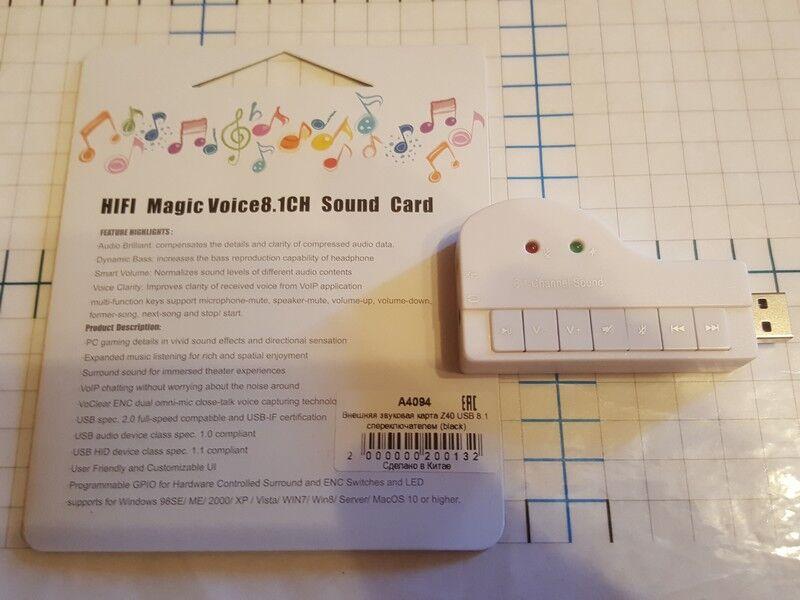 HIFI Magic Voice8.1CH Sound Card
FEATURE HIGHLIGHTS:
Audio Brilliant: compensates the details and clarity of compressed audio data.
Dynamic Bass: increases the bass reproduction capability of headphone
Smart Volume: Normalizes sound levels of different audio contents
Voice Clarity: Improves clarity of received voice from VoIP application
multi-function keys support microphone-mute, speaker-mute, volume-up, volume-down,
former-song, next-song and stop/ start.
Product Description:
·PC gaming details in vivid sound effects and directional sensation
·Expanded music listening for rich and spatial enjoyment
·Surround sound for immersed theater experiences
·VoIP chatting without worrying about the noise around
·VoClear ENC dual omni-mic close-talk voice capturing technolo
·USB spec. 2.0 full-speed compatible and USB-IF certification
·USB audio device class spec. 1.0 compliant
·USB HID device class spec. 1.1 compliant
·User Friendly and Customizable UI
·Programmable GPIO for Hardware Controlled Surround and ENC Switches and LED
supports for Windows 98SE/ ME/ 2000/ XP / Vista/ WIN7/ Win8/ Server/ MacOS 10 or higher.
A4094 EAC
Внешняя звуковая карта Z40 USB 8.1
спереключателем (black)
2 000000 200132
Сделано в Китае
Channel Sound
V- V+